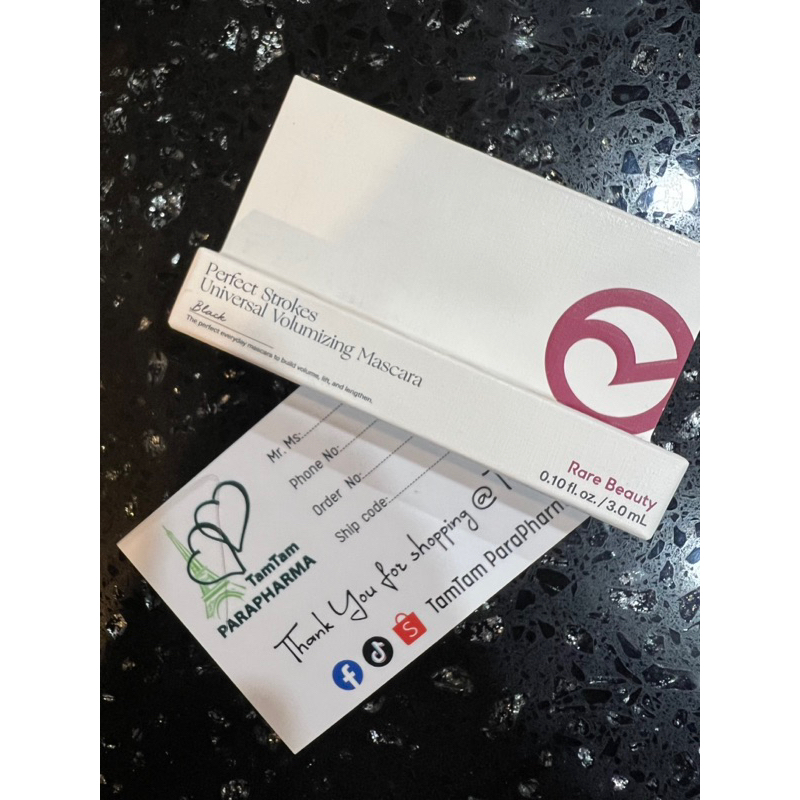 Perfect Strokes
Universal Volumizing Mascara
Black
The perfect everyday mascara to build volume, lift, and lengthen.
Rare Beauty
0.10 fl. oz. / 3.0 mL
Mr. Ms:
Phone No:
Order No:
Ship code:
TamTam
PARAPHARMA
Thank You for shopping @
TamTam ParaPharm